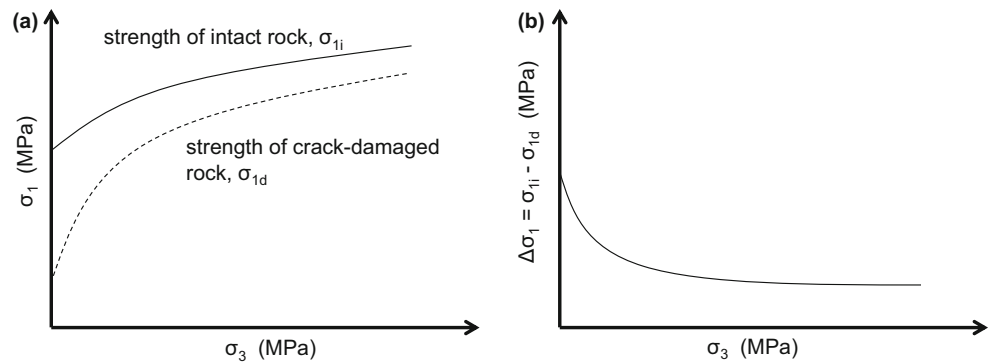 (a)
strength of intact rock, σ1i
strength of crack-damaged
rock, σ1d
σ1 (MPa)
σ3 (MPa)
(b)
Δσ1 = σ1i - σ1d (MPa)
σ3 (MPa)